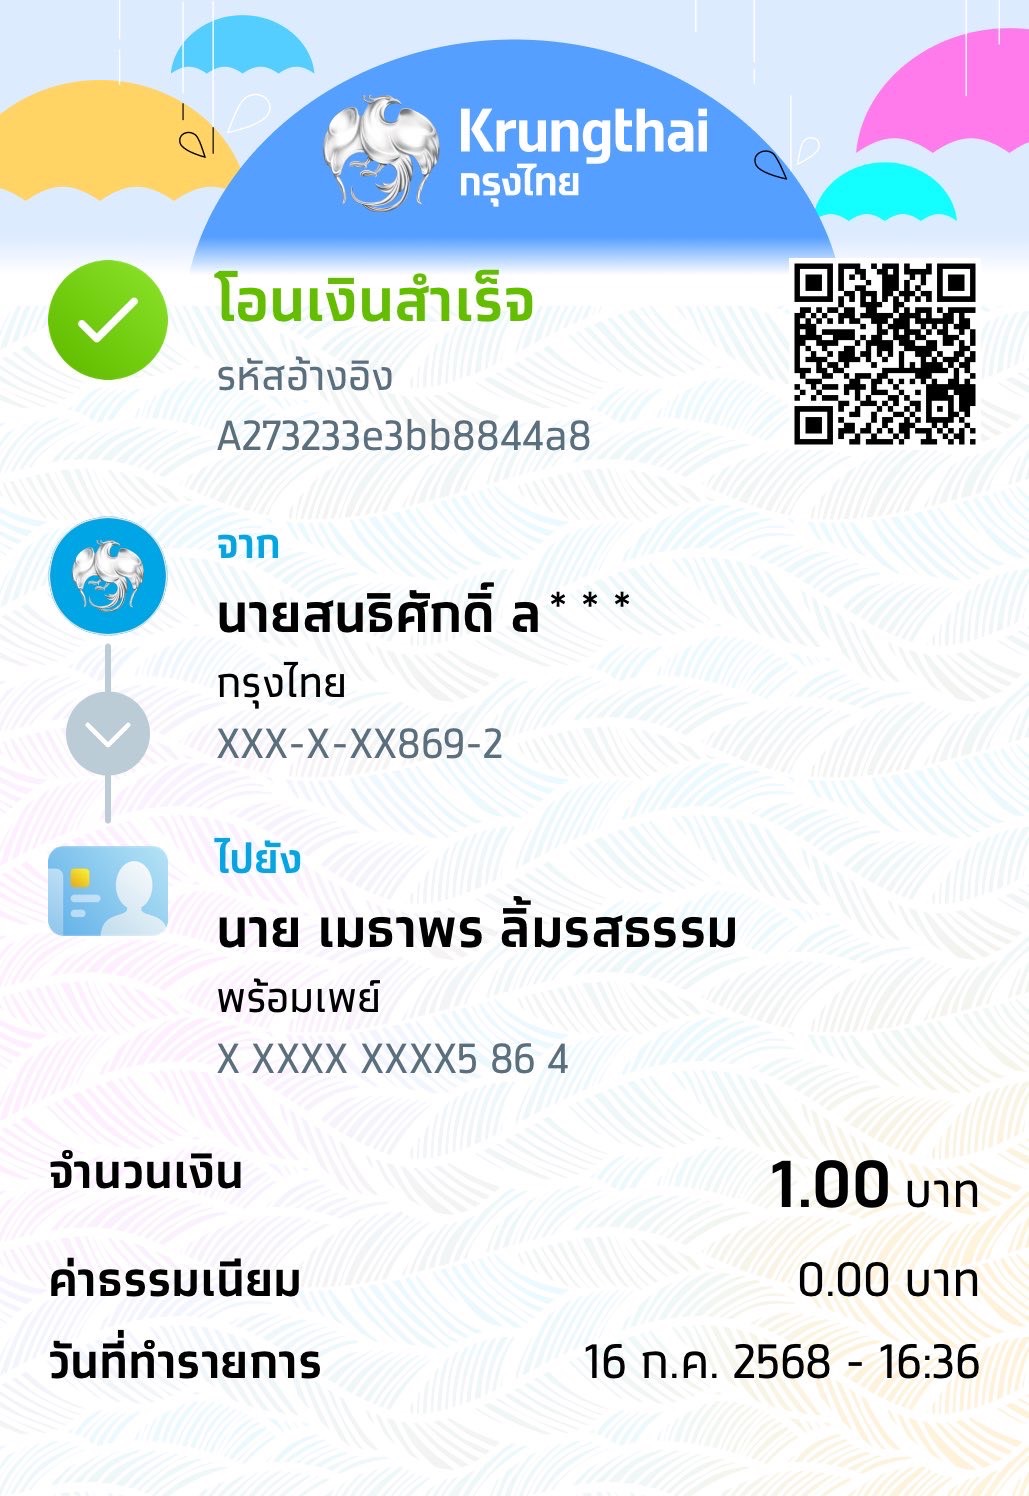 Krungthai
กรุงไทย
โอนเงินสำเร็จ
รหัสอ้างอิง
A273233e3bb8844a8
จาก
นายสนธิศักดิ์ ล***
กรุงไทย
XXX-X-XX869-2
ไปยัง
นาย เมธาพร ลิ้มรสธรรม
พร้อมเพย์
X XXXX XXXX5 86 4
จำนวนเงิน 1.00 บาท
ค่าธรรมเนียม 0.00 บาท
วันที่ทำรายการ 16 ก.ค. 2568 - 16:36